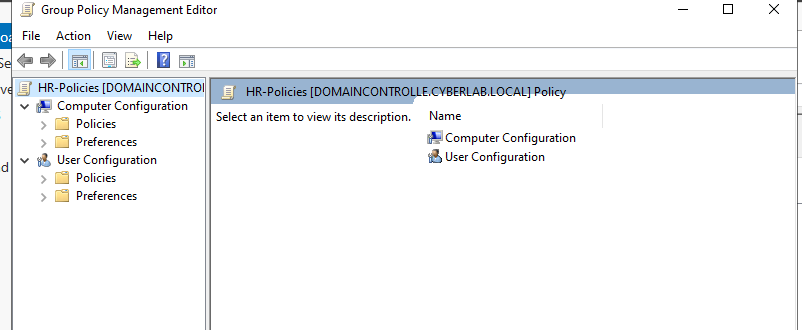 Group Policy Management Editor
File Action View Help
HR-Policies [DOMAINCONTROL
Computer Configuration
Policies
Preferences
User Configuration
Policies
Preferences
HR-Policies [DOMAINCONTROLLE.CYBERLAB.LOCAL] Policy
Select an item to view its description.
Name
Computer Configuration
User Configuration